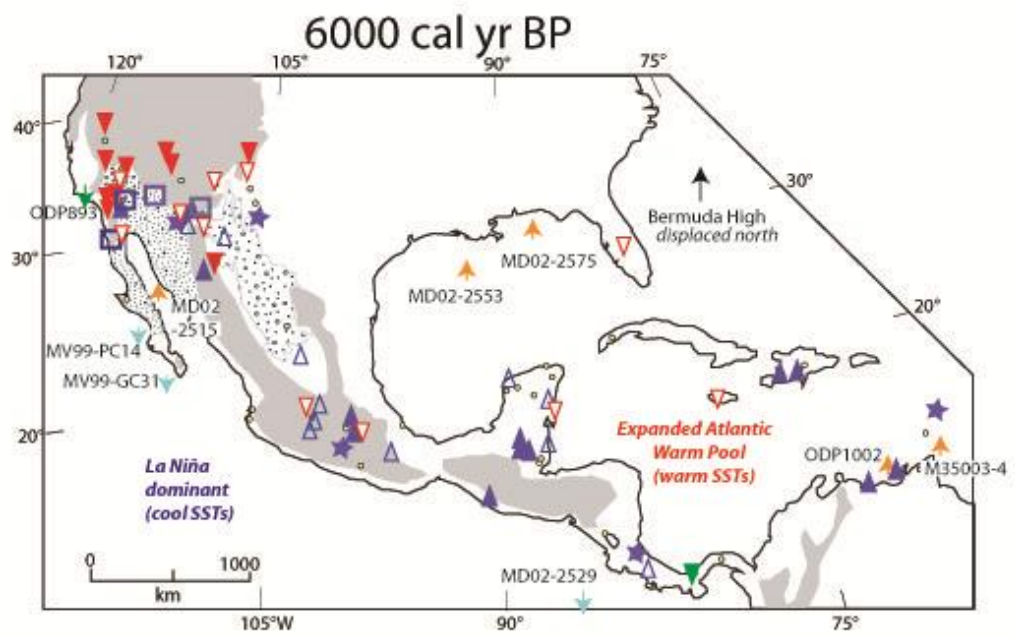 6000 cal yr BP
120°
105°
90°
75°
40°
30°
ODP893
Bermuda High
displaced north
30°
MD02-2575
MD02-2553
MD02
-2515
20°
MV99-PC14
MV99-GC31
20°
Expanded Atlantic
Warm Pool
(warm SSTs)
La Niña
dominant
(cool SSTs)
ODP1002
M35003-4
0
1000
km
MD02-2529
105°W
90°
75°